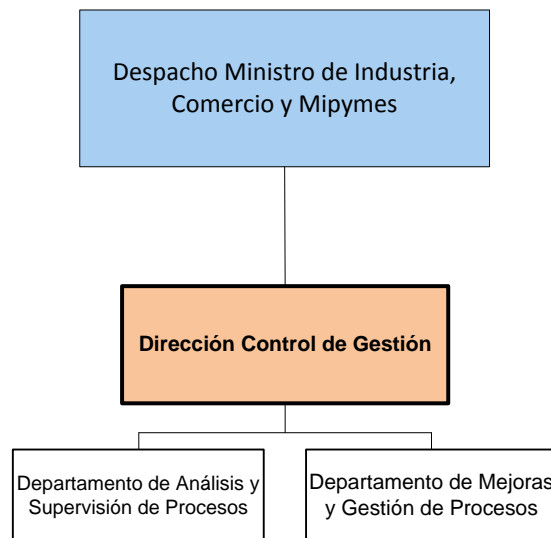 Despacho Ministro de Industria,
Comercio y Mipymes
Dirección Control de Gestión
Departamento de Análisis y
Supervisión de Procesos
Departamento de Mejoras
y Gestión de Procesos